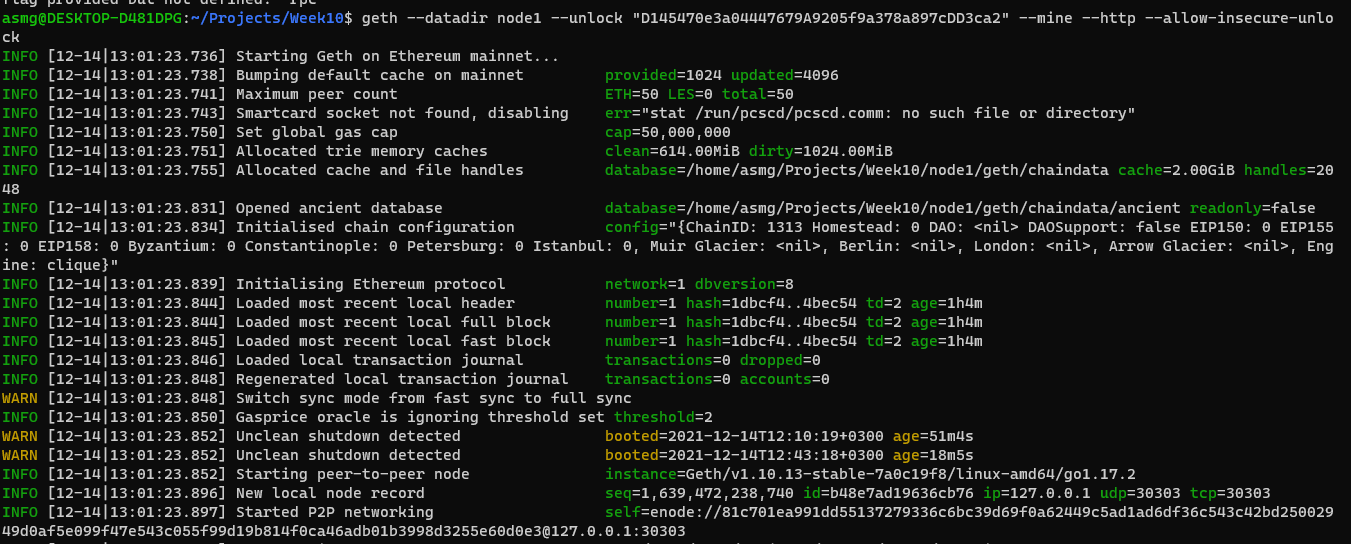 flag provided but not defined: -ipc
asmg@DESKTOP-D481DPG:~/Projects/Week10$ geth --datadir node1 --unlock "D145470e3a04447679A9205f9a378a897cDD3ca2" --mine --http --allow-insecure-unlo
ck
INFO [12-14|13:01:23.736] Starting Geth on Ethereum mainnet...
INFO [12-14|13:01:23.738] Bumping default cache on mainnet provided=1024 updated=4096
INFO [12-14|13:01:23.741] Maximum peer count ETH=50 LES=0 total=50
INFO [12-14|13:01:23.743] Smartcard socket not found, disabling err="stat /run/pcscd/pcscd.comm: no such file or directory"
INFO [12-14|13:01:23.750] Set global gas cap cap=50,000,000
INFO [12-14|13:01:23.751] Allocated trie memory caches clean=614.00MiB dirty=1024.00MiB
INFO [12-14|13:01:23.755] Allocated cache and file handles database=/home/asmg/Projects/Week10/node1/geth/chaindata cache=2.00GiB handles=20
48
INFO [12-14|13:01:23.831] Opened ancient database database=/home/asmg/Projects/Week10/node1/geth/chaindata/ancient readonly=false
INFO [12-14|13:01:23.834] Initialised chain configuration config="{ChainID: 1313 Homestead: 0 DAO: <nil> DAOSupport: false EIP150: 0 EIP155
: 0 EIP158: 0 Byzantium: 0 Constantinople: 0 Petersburg: 0 Istanbul: 0, Muir Glacier: <nil>, Berlin: <nil>, London: <nil>, Arrow Glacier: <nil>, Eng
ine: clique}"
INFO [12-14|13:01:23.839] Initialising Ethereum protocol network=1 dbversion=8
INFO [12-14|13:01:23.844] Loaded most recent local header number=1 hash=1dbcf4..4bec54 td=2 age=1h4m
INFO [12-14|13:01:23.844] Loaded most recent local full block number=1 hash=1dbcf4..4bec54 td=2 age=1h4m
INFO [12-14|13:01:23.845] Loaded most recent local fast block number=1 hash=1dbcf4..4bec54 td=2 age=1h4m
INFO [12-14|13:01:23.846] Loaded local transaction journal transactions=0 dropped=0
INFO [12-14|13:01:23.848] Regenerated local transaction journal transactions=0 accounts=0
WARN [12-14|13:01:23.848] Switch sync mode from fast sync to full sync
INFO [12-14|13:01:23.850] Gasprice oracle is ignoring threshold set threshold=2
WARN [12-14|13:01:23.852] Unclean shutdown detected booted=2021-12-14T12:10:19+0300 age=51m4s
WARN [12-14|13:01:23.852] Unclean shutdown detected booted=2021-12-14T12:43:18+0300 age=18m5s
INFO [12-14|13:01:23.852] Starting peer-to-peer node instance=Geth/v1.10.13-stable-7a0c19f8/linux-amd64/go1.17.2
INFO [12-14|13:01:23.896] New local node record seq=1,639,472,238,740 id=b48e7ad19636cb76 ip=127.0.0.1 udp=30303 tcp=30303
INFO [12-14|13:01:23.896] Started P2P networking self=enode://81c701ea991dd55137279336c6bc39d69f0a62449c5ad1ad6df36c543c42bd250029
49d0af5e099f47e543c055f99d19b814f0ca46adb01b3998d3255e60d0e3@127.0.0.1:30303